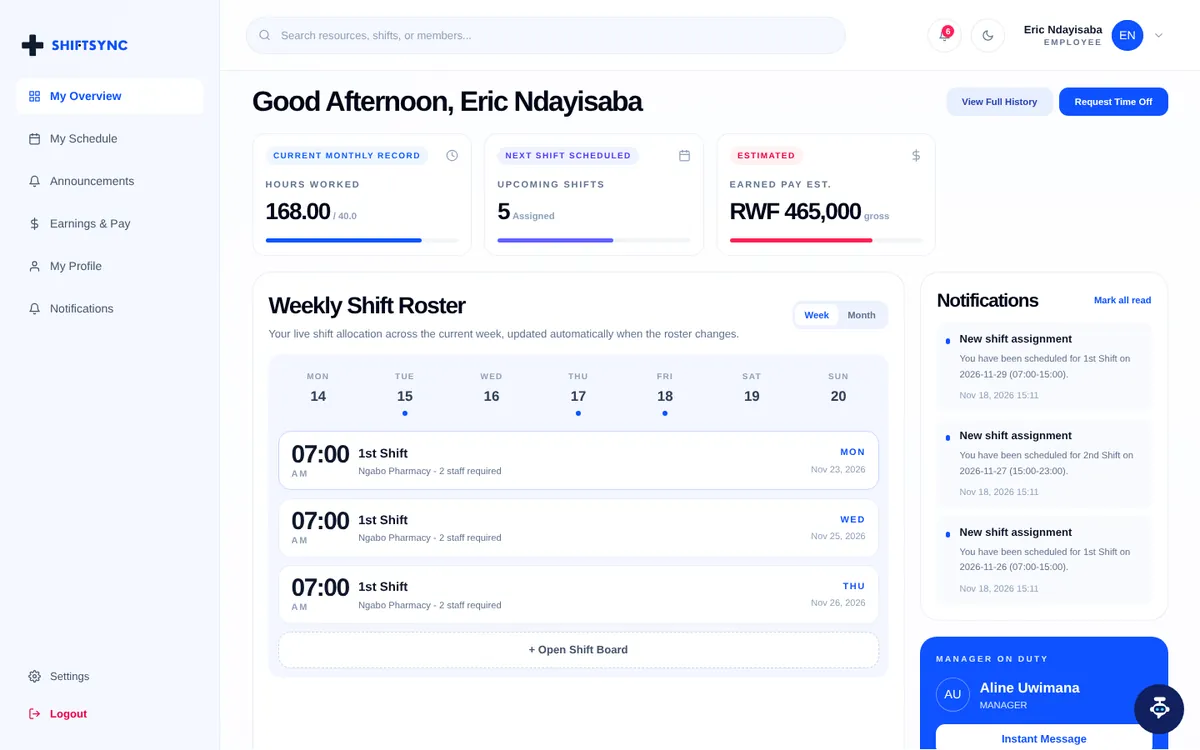 SHIFTSYNC
My Overview
My Schedule
Announcements
Earnings & Pay
My Profile
Notifications
Settings
Logout
Search resources, shifts, or members...
6
Eric Ndayisaba
EMPLOYEE
EN
Good Afternoon, Eric Ndayisaba
View Full History
Request Time Off
CURRENT MONTHLY RECORD
HOURS WORKED
168.00 / 40.0
NEXT SHIFT SCHEDULED
UPCOMING SHIFTS
5 Assigned
ESTIMATED
EARNED PAY EST.
RWF 465,000 gross
Weekly Shift Roster
Your live shift allocation across the current week, updated automatically when the roster changes.
Week Month
MON TUE WED THU FRI SAT SUN
14 15 16 17 18 19 20
07:00 AM
1st Shift
Ngabo Pharmacy - 2 staff required
MON
Nov 23, 2026
07:00 AM
1st Shift
Ngabo Pharmacy - 2 staff required
WED
Nov 25, 2026
07:00 AM
1st Shift
Ngabo Pharmacy - 2 staff required
THU
Nov 26, 2026
+ Open Shift Board
Notifications
Mark all read
New shift assignment
You have been scheduled for 1st Shift on
2026-11-29 (07:00-15:00).
Nov 18, 2026 15:11
New shift assignment
You have been scheduled for 2nd Shift on
2026-11-27 (15:00-23:00).
Nov 18, 2026 15:11
New shift assignment
You have been scheduled for 1st Shift on
2026-11-26 (07:00-15:00).
Nov 18, 2026 15:11
MANAGER ON DUTY
AU
Aline Uwimana
MANAGER
Instant Message